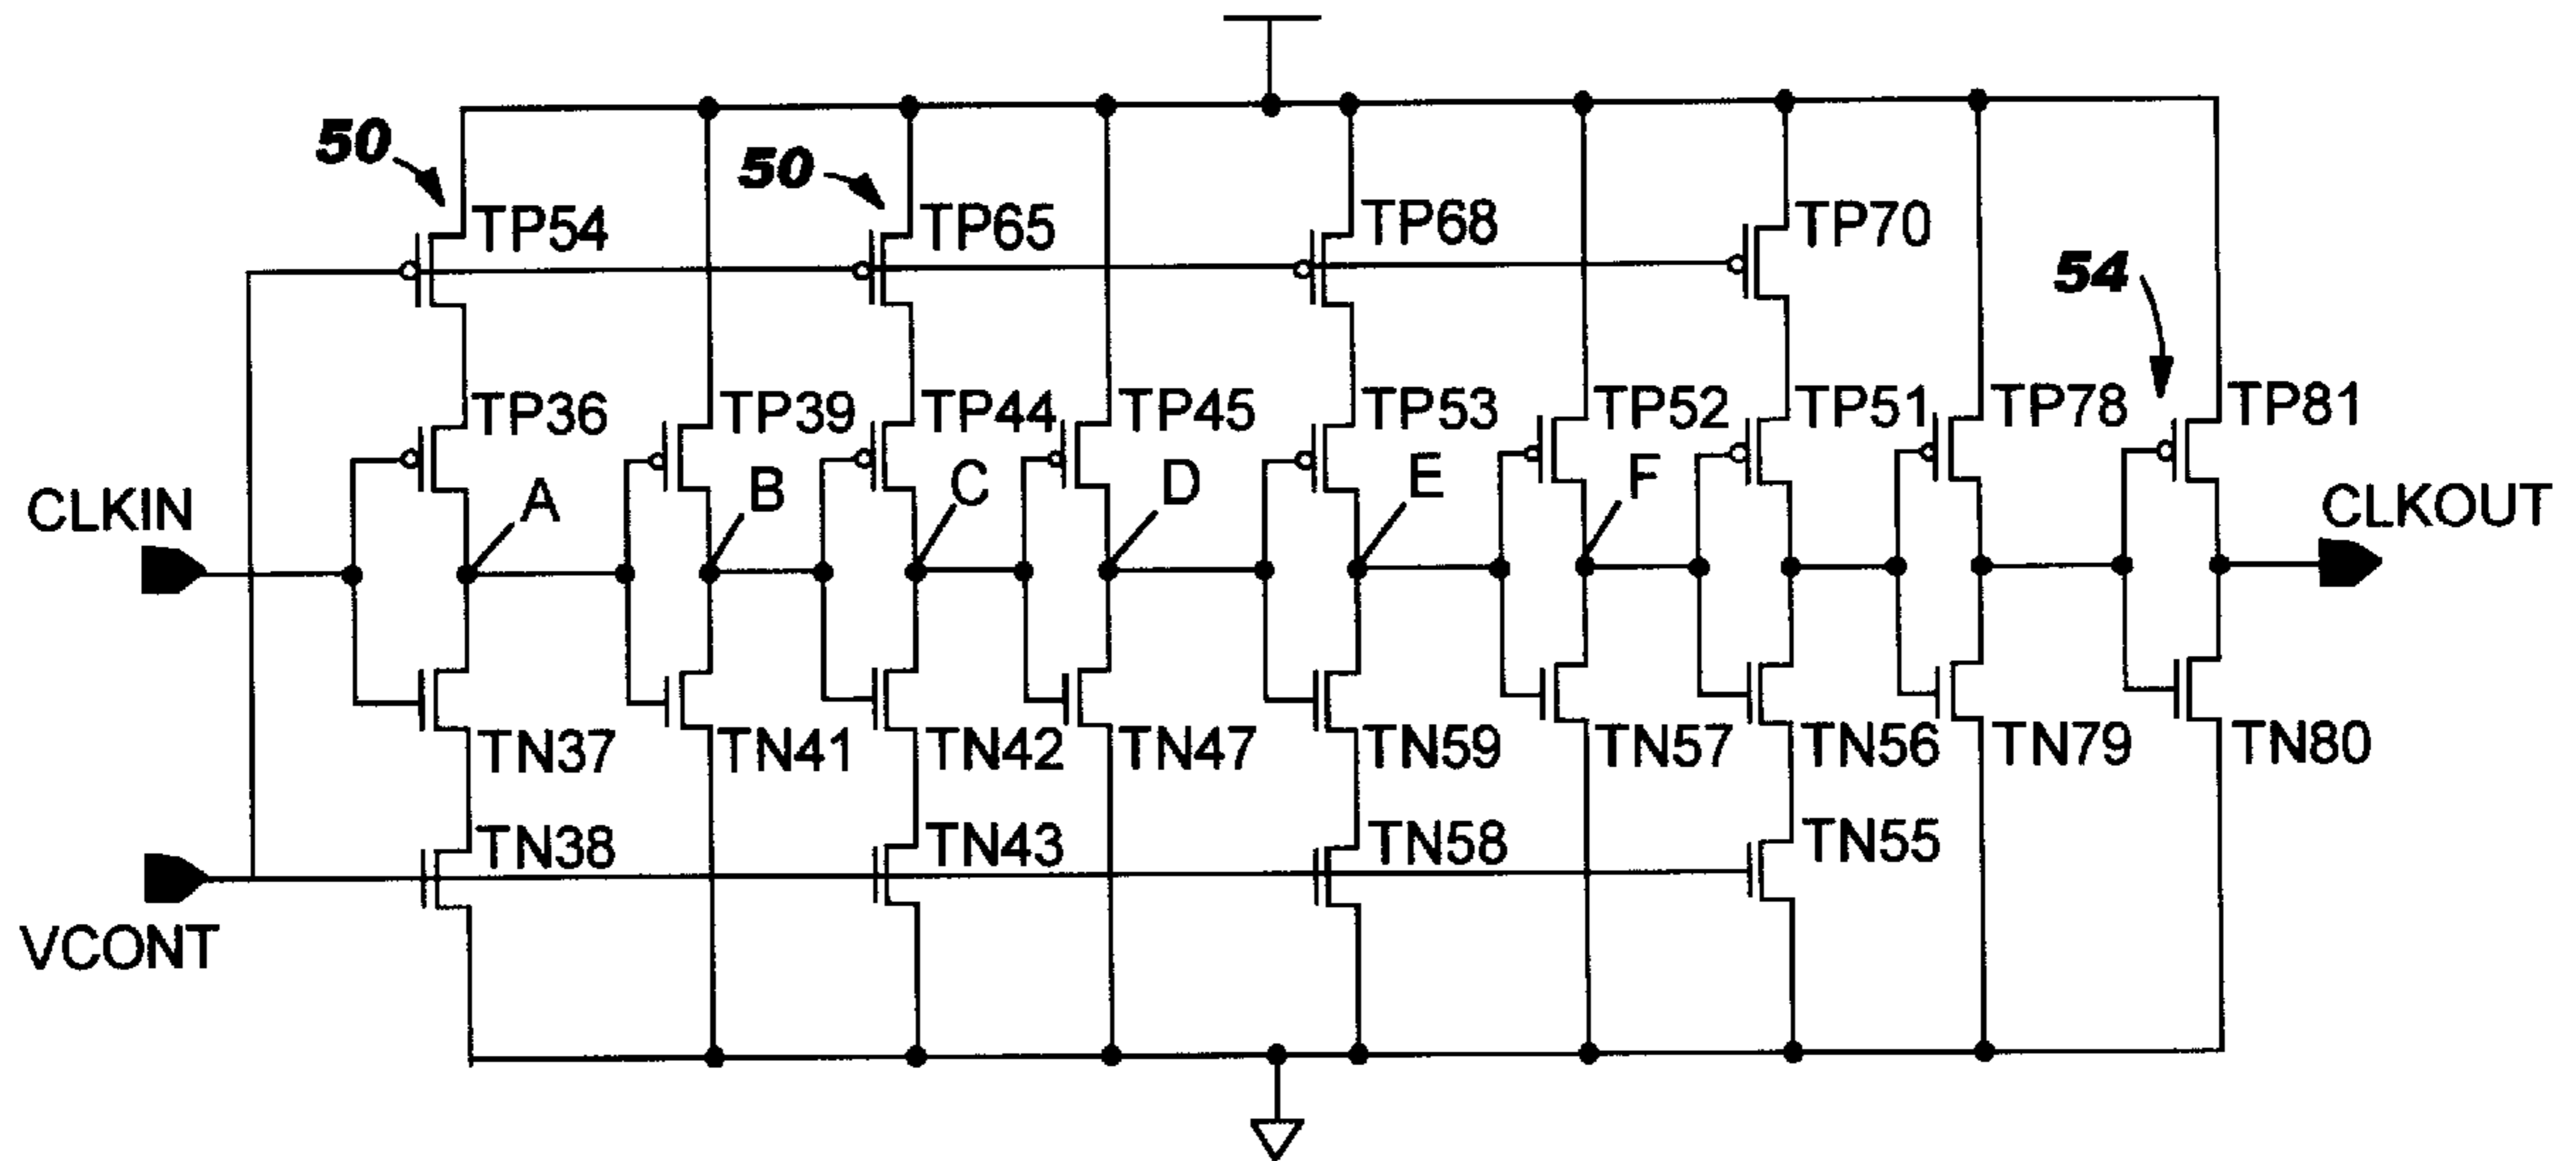 50
50
TP54
TP65
TP68
TP70
54
TP36
TP39
TP44
TP45
TP53
TP52
TP51
TP78
TP81
CLKIN
A
B
C
D
E
F
CLKOUT
TN37
TN41
TN42
TN47
TN59
TN57
TN56
TN79
TN80
TN38
TN43
TN58
TN55
VCONT